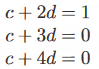 c + 2d = 1
c + 3d = 0
c + 4d = 0